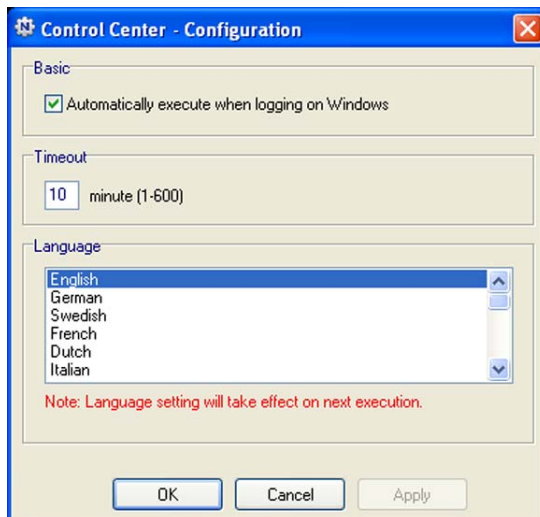 Control Center - Configuration
Basic
Automatically execute when logging on Windows
Timeout
10 minute (1-600)
Language
English
German
Swedish
French
Dutch
Italian
Note: Language setting will take effect on next execution.
OK Cancel Apply